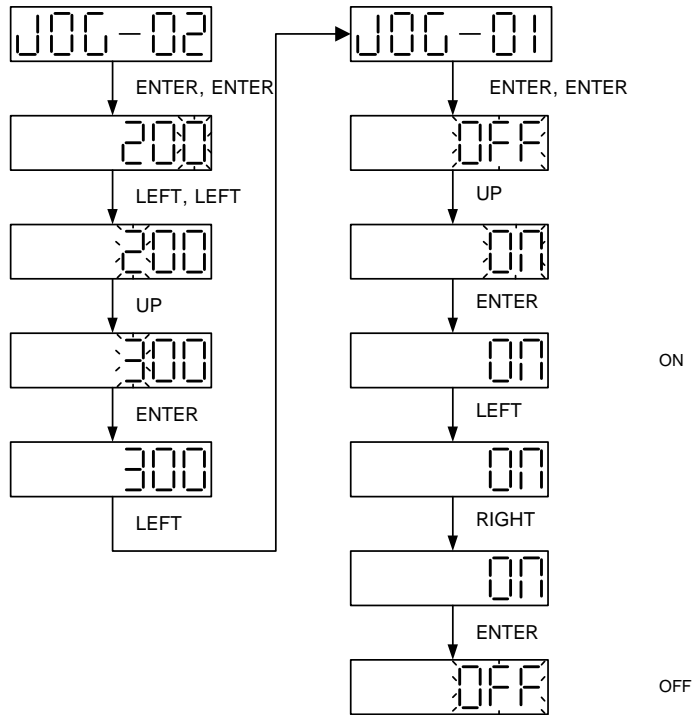 JOG-02
ENTER, ENTER
200
LEFT, LEFT
200
UP
300
ENTER
300
LEFT
JOG-01
ENTER, ENTER
OFF
UP
ON
ENTER
ON
ON
LEFT
ON
RIGHT
ON
ENTER
OFF
OFF